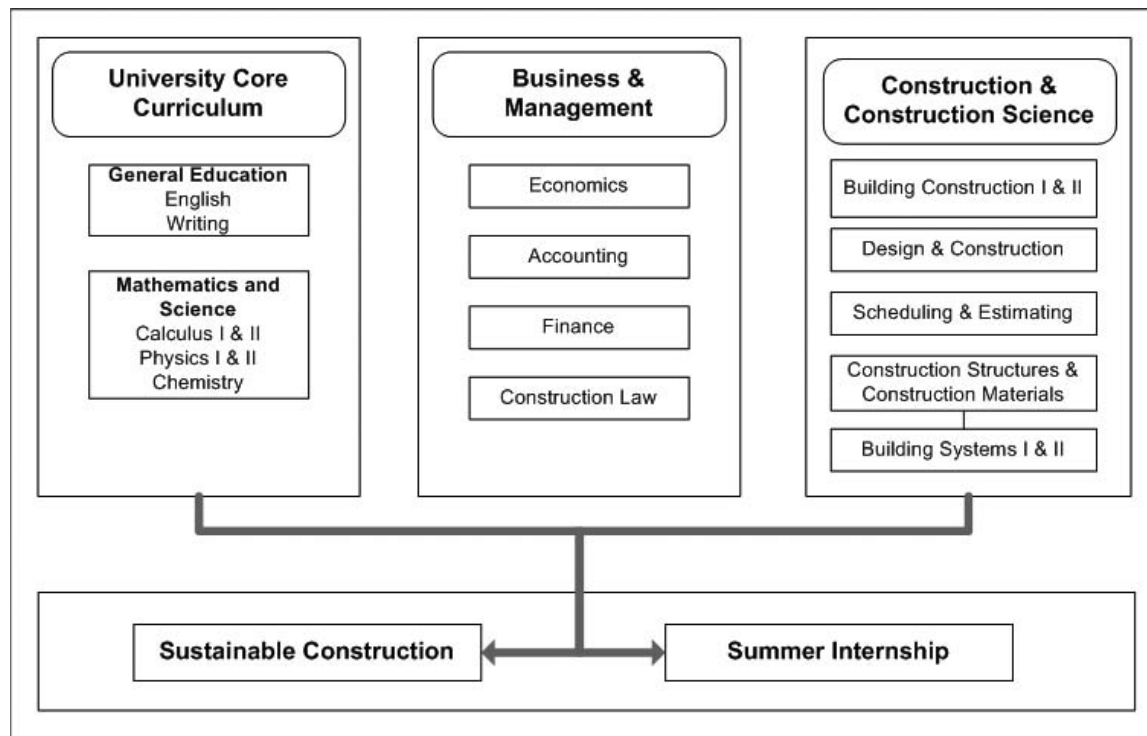 University Core
Curriculum
General Education
English
Writing
Mathematics and
Science
Calculus I & II
Physics I & II
Chemistry
Business &
Management
Economics
Accounting
Finance
Construction Law
Construction &
Construction Science
Building Construction I & II
Design & Construction
Scheduling & Estimating
Construction Structures &
Construction Materials
Building Systems I & II
Sustainable Construction
Summer Internship